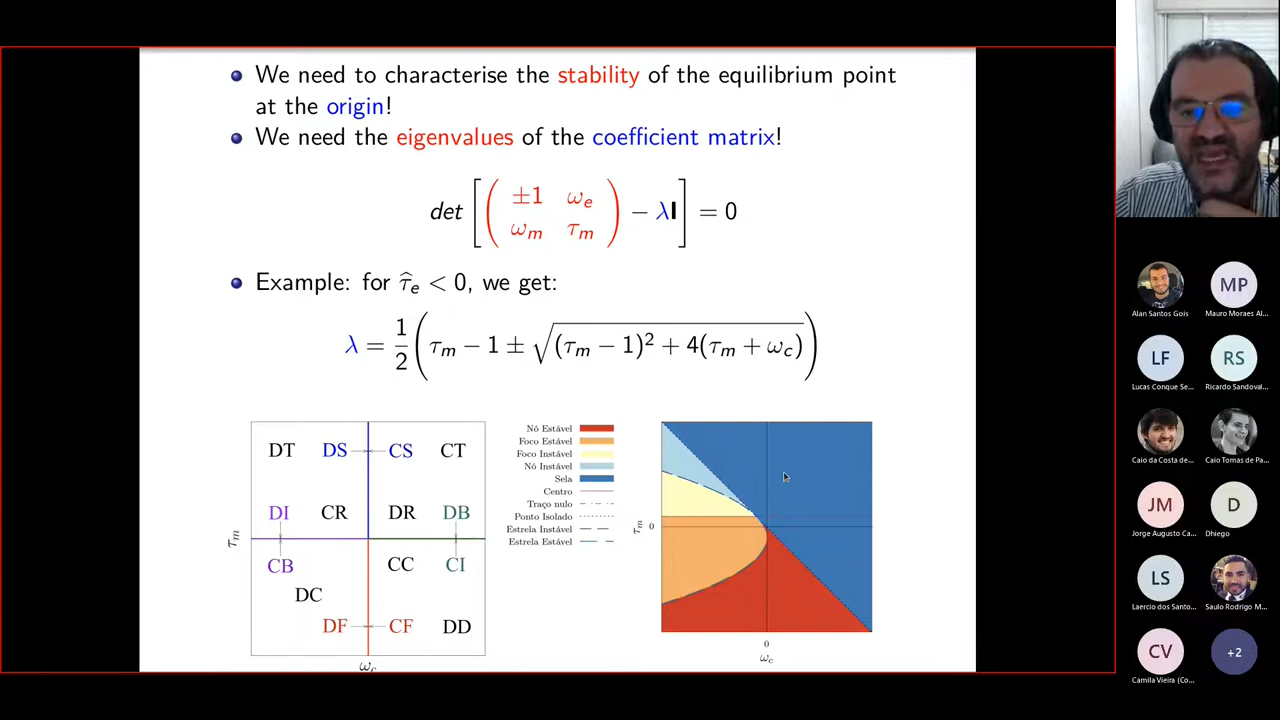 We need to characterise the stability of the equilibrium point
at the origin!
We need the eigenvalues of the coefficient matrix!
det [( ±1 ω_e
ω_m τ_m ) − λI] = 0
Example: for τ̂_e < 0, we get:
λ = 1/2 (τ_m − 1 ± √((τ_m − 1)² + 4(τ_m + ω_c)))
DT DS CS CT
DI CR DR DB
CB CC CI
DC
DF CF DD
τ_m
ω_c
Nó Estável
Foco Estável
Foco Instável
Nó Instável
Sela
Centro
Traço nulo
Ponto Isolado
Estrela Instável
Estrela Estável
τ_m
0
0
ω_c
MP
Alan Santos Gois
Mauro Moraes Al...
LF
RS
Lucas Conque Se...
Ricardo Sandoval...
Caio da Costa de...
Caio Tomas de Pa...
JM
D
Jorge Augusto Ca...
Dhiego
LS
Laercio dos Santo...
Saulo Rodrigo M...
CV
+2
Camila Vieira (Co...